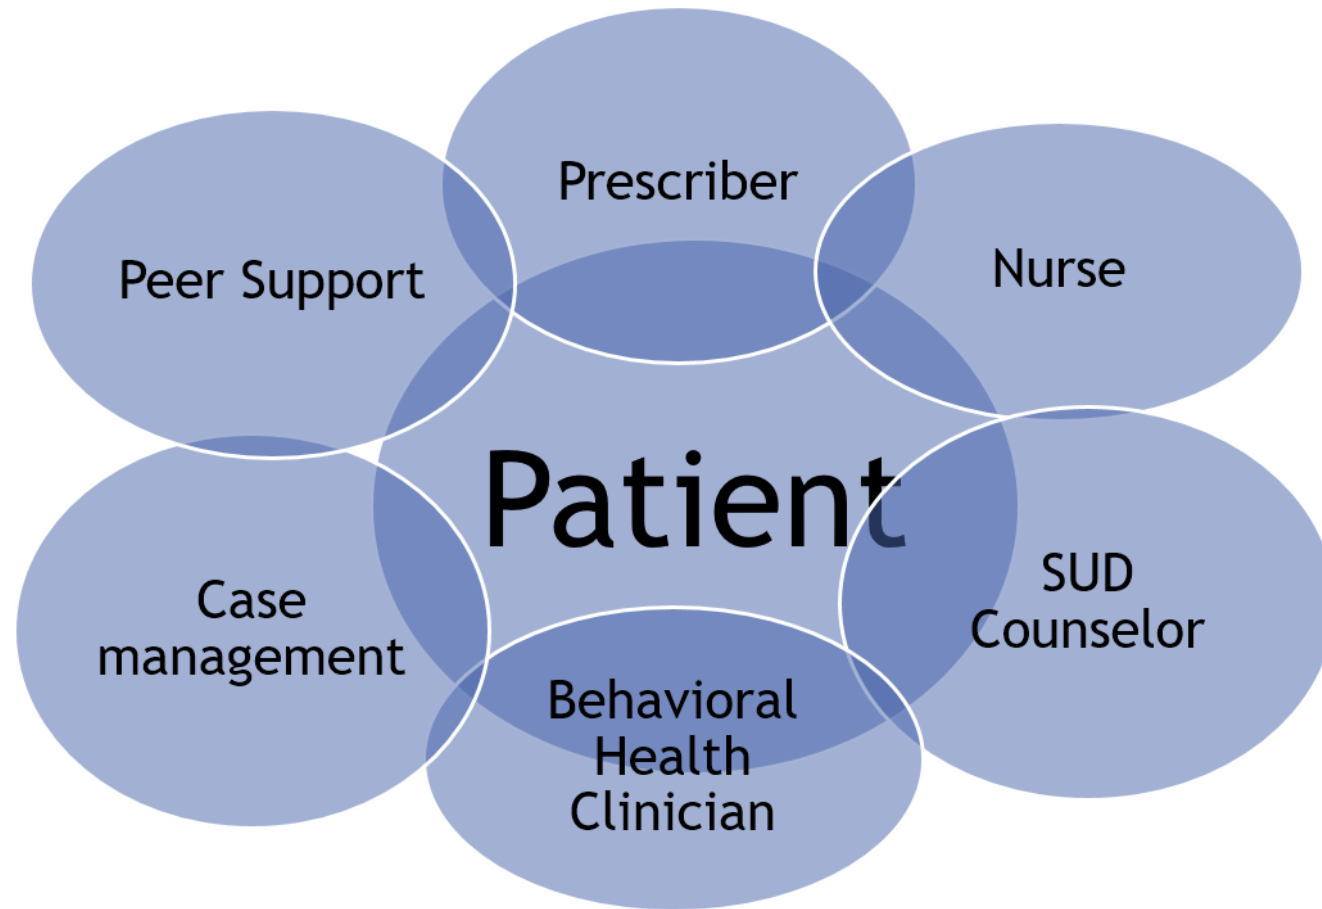 Prescriber
Nurse
Peer Support
Patient
SUD
Counselor
Case
management
Behavioral
Health
Clinician